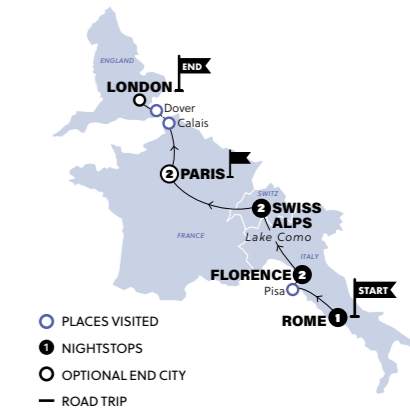 ENGLAND
END
LONDON
Dover
Calais
2 PARIS
SWITZ
2 SWISS
ALPS
Lake Como
FRANCE
ITALY
FLORENCE 2
Pisa
START
ROME 1
PLACES VISITED
1 NIGHTSTOPS
OPTIONAL END CITY
ROAD TRIP